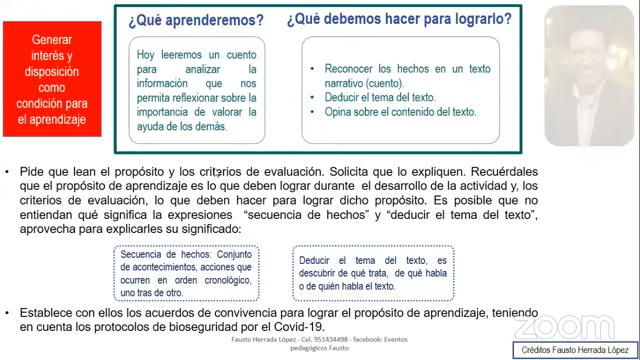 Generar
interés y
disposición
como
condición para
el aprendizaje
¿Qué aprenderemos?
Hoy leeremos un cuento
para analizar la
información que nos
permita reflexionar sobre la
importancia de valorar la
ayuda de los demás.
¿Qué debemos hacer para lograrlo?
• Reconocer los hechos en un texto
narrativo (cuento).
• Deducir el tema del texto.
• Opina sobre el contenido del texto.
• Pide que lean el propósito y los criterios de evaluación. Solicita que lo expliquen. Recuérdales
que el propósito de aprendizaje es lo que deben lograr durante el desarrollo de la actividad y, los
criterios de evaluación, lo que deben hacer para lograr dicho propósito. Es posible que no
entiendan qué significa la expresiones “secuencia de hechos” y “deducir el tema del texto”,
aprovecha para explicarles su significado:
Secuencia de hechos: Conjunto
de acontecimientos, acciones que
ocurren en orden cronológico,
uno tras de otro.
Deducir el tema del texto, es
descubrir de qué trata, de qué habla
o de quién habla el texto.
• Establece con ellos los acuerdos de convivencia para lograr el propósito de aprendizaje, teniendo
en cuenta los protocolos de bioseguridad por el Covid-19.
Fausto Herrada López - Cel. 951434498 - facebook: Eventos
pedagógicos Fausto
zoom
Créditos Fausto Herrada López